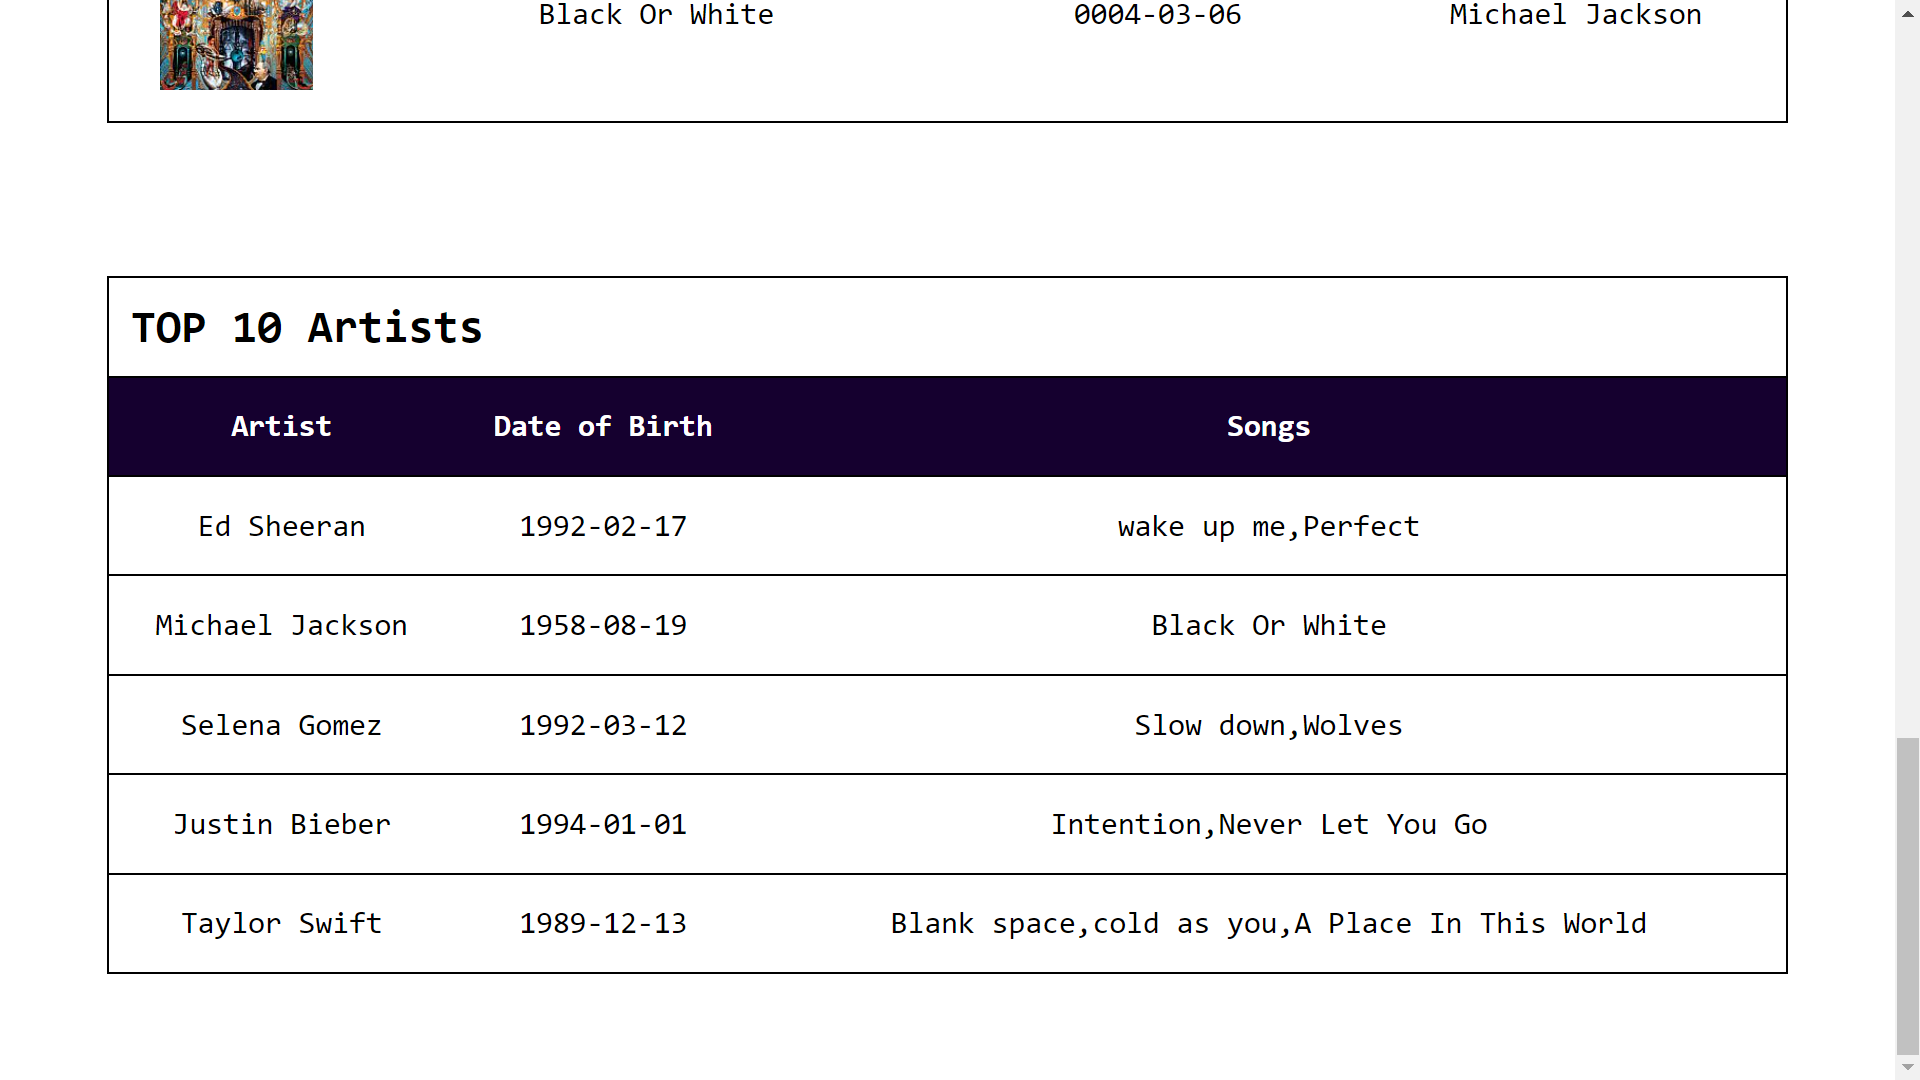 Black Or White 0004-03-06 Michael Jackson
TOP 10 Artists
Artist Date of Birth Songs
Ed Sheeran 1992-02-17 wake up me,Perfect
Michael Jackson 1958-08-19 Black Or White
Selena Gomez 1992-03-12 Slow down,Wolves
Justin Bieber 1994-01-01 Intention,Never Let You Go
Taylor Swift 1989-12-13 Blank space,cold as you,A Place In This World